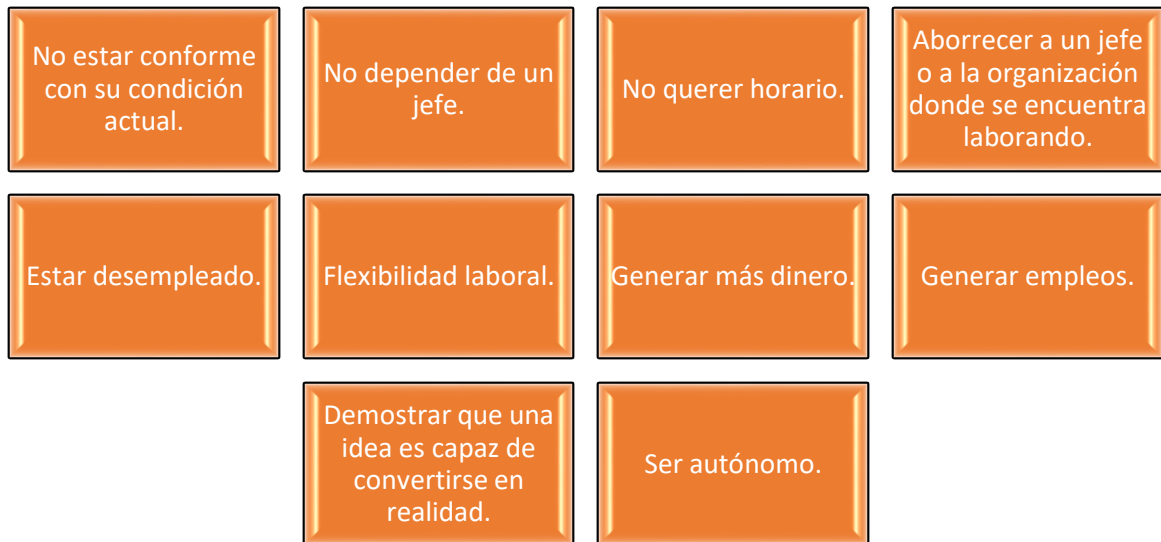 No estar conforme
con su condición
actual.
No depender de un
jefe.
No querer horario.
Aborrecer a un jefe
o a la organización
donde se encuentra
laborando.
Estar desempleado.
Flexibilidad laboral.
Generar más dinero.
Generar empleos.
Demostrar que una
idea es capaz de
convertirse en
realidad.
Ser autónomo.